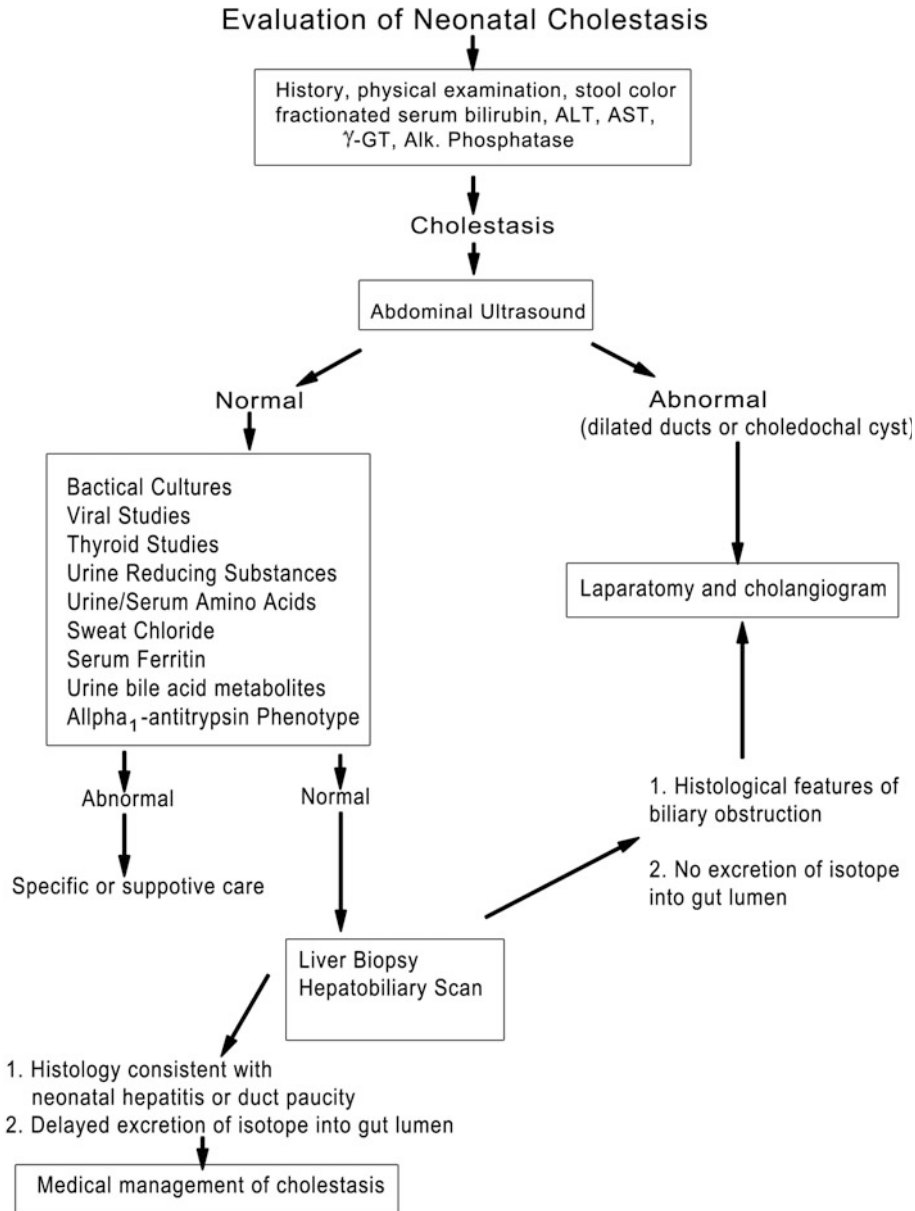 Evaluation of Neonatal Cholestasis
History, physical examination, stool color
fractionated serum bilirubin, ALT, AST,
γ-GT, Alk. Phosphatase
Cholestasis
Abdominal Ultrasound
Normal
Abnormal
(dilated ducts or choledochal cyst)
Bactical Cultures
Viral Studies
Thyroid Studies
Urine Reducing Substances
Urine/Serum Amino Acids
Sweat Chloride
Serum Ferritin
Urine bile acid metabolites
Allpha1-antitrypsin Phenotype
Laparatomy and cholangiogram
Abnormal
Normal
Specific or suppotive care
1. Histological features of
biliary obstruction
2. No excretion of isotope
into gut lumen
Liver Biopsy
Hepatobiliary Scan
1. Histology consistent with
neonatal hepatitis or duct paucity
2. Delayed excretion of isotope into gut lumen
Medical management of cholestasis